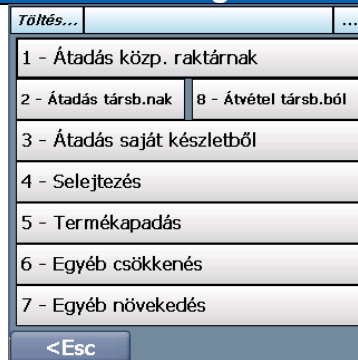 Töltés... ...
1 - Átadás közp. raktárnak
2 - Átadás társb.nak 8 - Átvétel társb.ból
3 - Átadás saját készletből
4 - Selejtezés
5 - Termékapadás
6 - Egyéb csökkenés
7 - Egyéb növekedés
<Esc